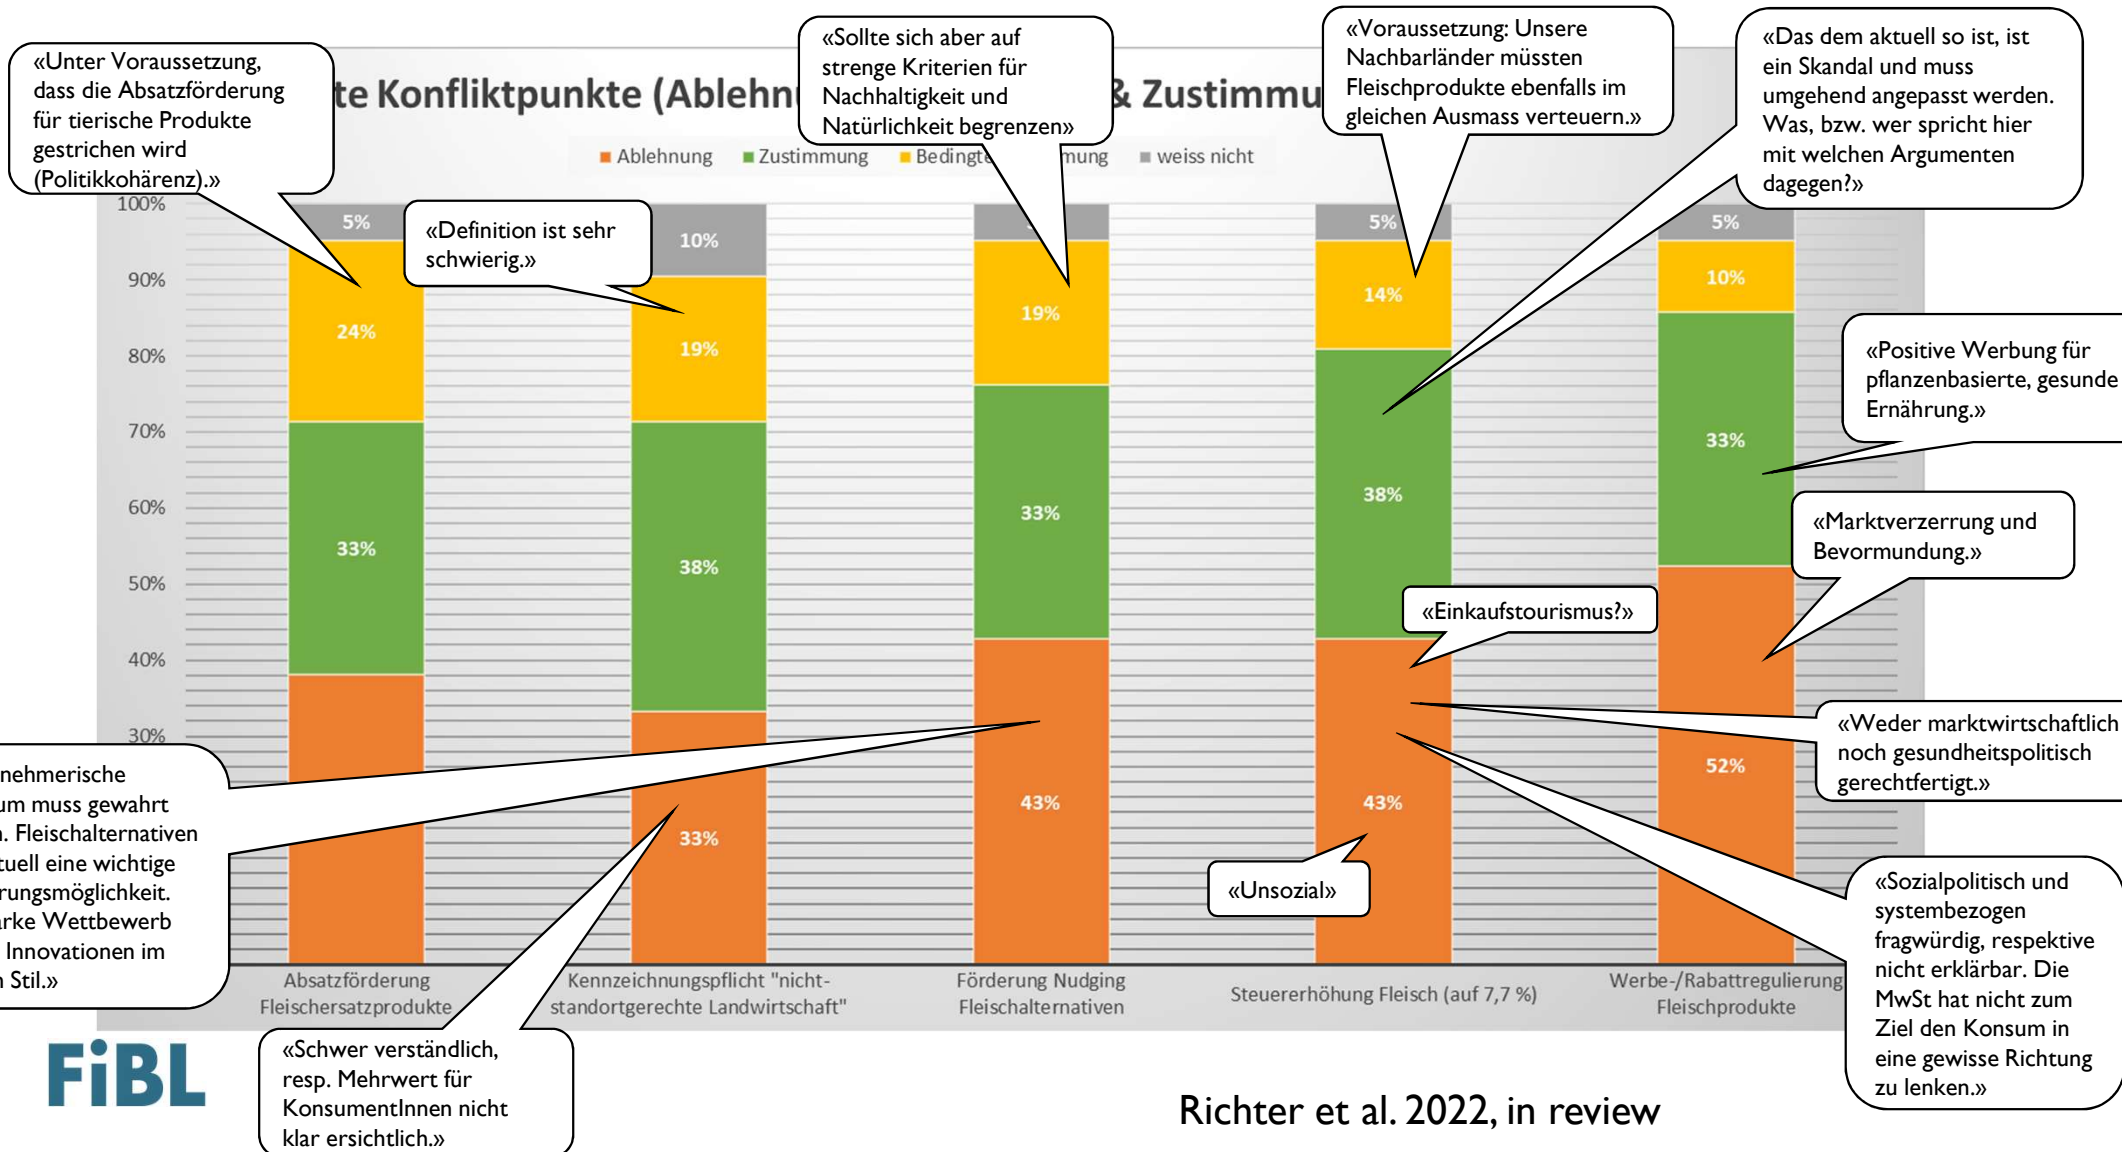 «Unter Voraussetzung,
dass die Absatzförderung
für tierische Produkte
gestrichen wird
(Politikkohärenz).»
«Sollte sich aber auf
strenge Kriterien für
Nachhaltigkeit und
Natürlichkeit begrenzen»
«Voraussetzung: Unsere
Nachbarländer müssten
Fleischprodukte ebenfalls im
gleichen Ausmass verteuern.»
«Das dem aktuell so ist, ist
ein Skandal und muss
umgehend angepasst werden.
Was, bzw. wer spricht hier
mit welchen Argumenten
dagegen?»
te Konfliktpunkte (Ablehnu & Zustimmu
Ablehnung Zustimmung Bedingte mung weiss nicht
«Definition ist sehr
schwierig.»
100%
90%
80%
70%
60%
50%
40%
30%
5%
24%
33%
10%
19%
38%
33%
19%
33%
43%
5%
14%
38%
43%
5%
10%
33%
52%
«Positive Werbung für
pflanzenbasierte, gesunde
Ernährung.»
«Marktverzerrung und
Bevormundung.»
«Einkaufstourismus?»
«Weder marktwirtschaftlich
noch gesundheitspolitisch
gerechtfertigt.»
«Unsozial»
«Sozialpolitisch und
systembezogen
fragwürdig, respektive
nicht erklärbar. Die
MwSt hat nicht zum
Ziel den Konsum in
eine gewisse Richtung
zu lenken.»
nehmerische
um muss gewahrt
. Fleischalternativen
tuell eine wichtige
rungsmöglichkeit.
arke Wettbewerb
Innovationen im
Stil.»
Absatzförderung
Fleischersatzprodukte
Kennzeichnungspflicht "nicht-
standortgerechte Landwirtschaft"
Förderung Nudging
Fleischalternativen
Steuererhöhung Fleisch (auf 7,7 %)
Werbe-/Rabattregulierung
Fleischprodukte
«Schwer verständlich,
resp. Mehrwert für
KonsumentInnen nicht
klar ersichtlich.»
FiBL
Richter et al. 2022, in review